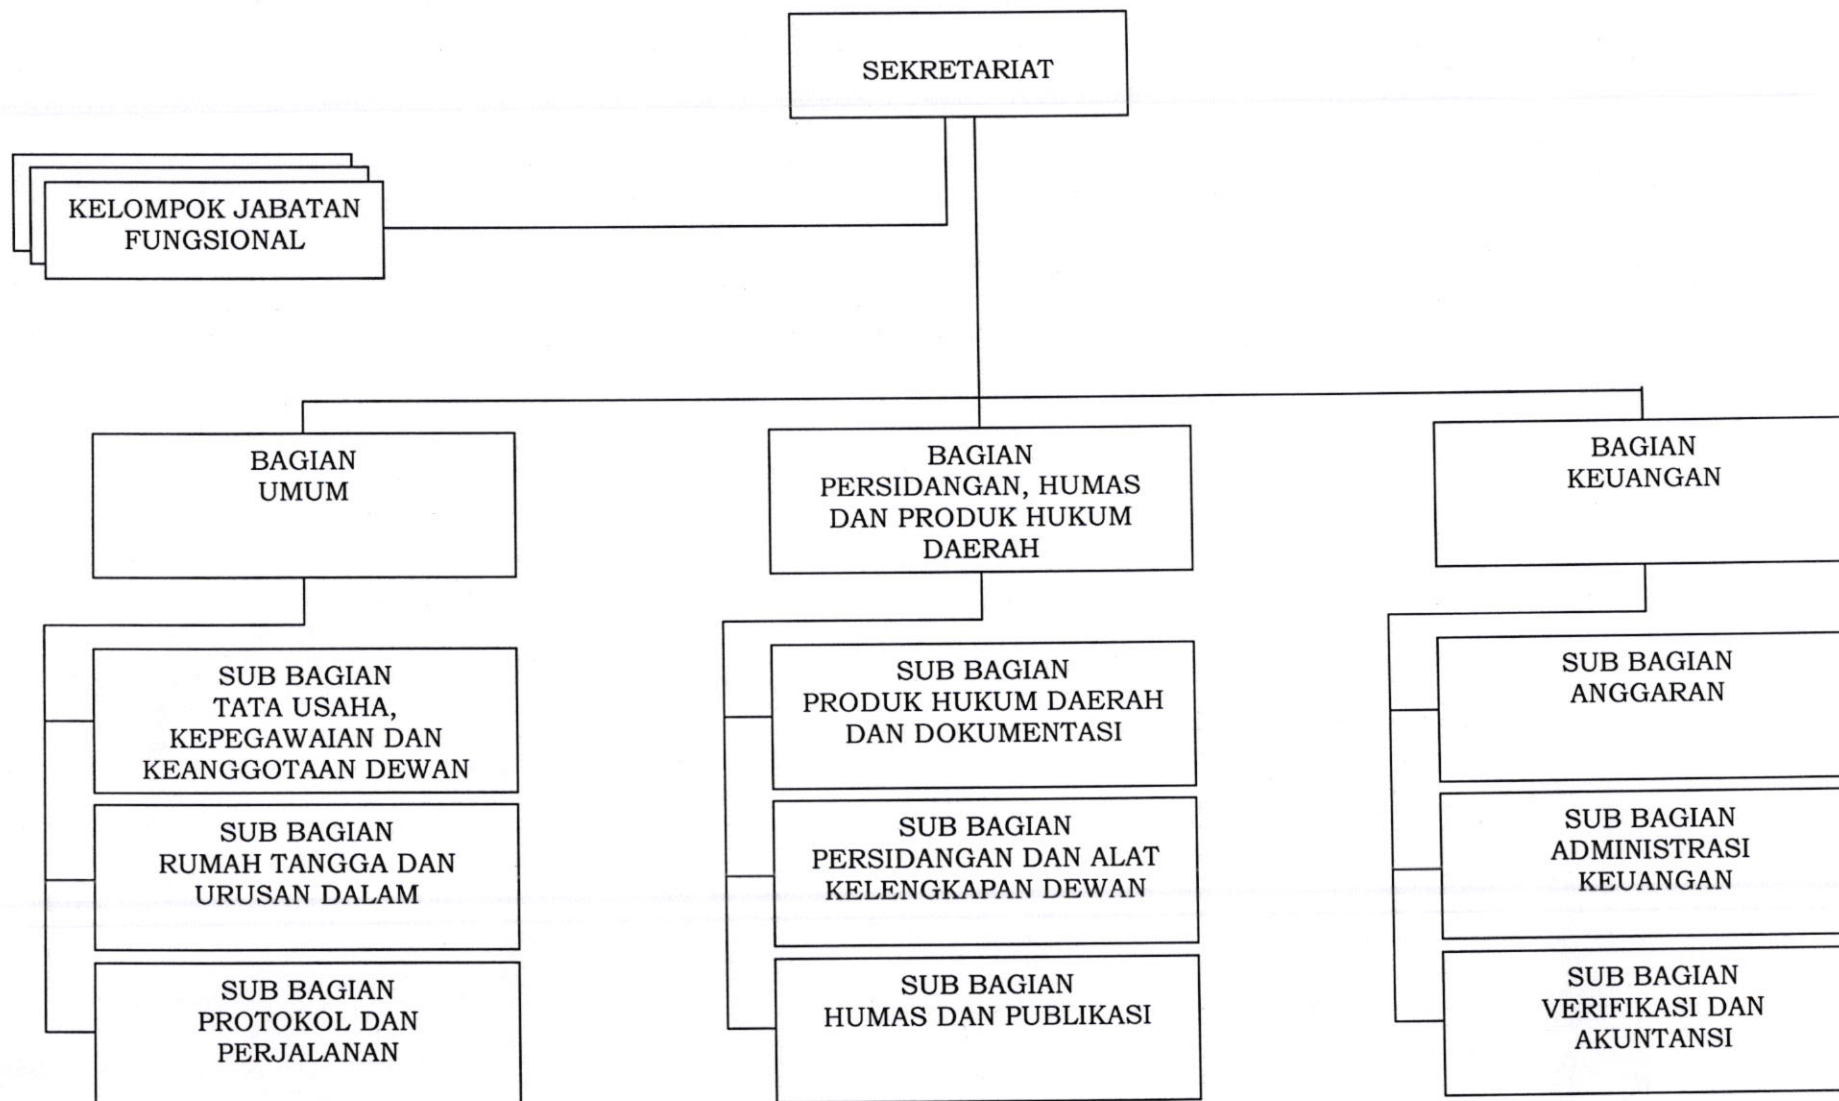 SEKRETARIAT
KELOMPOK JABATAN
FUNGSIONAL
BAGIAN
UMUM
BAGIAN
PERSIDANGAN, HUMAS
DAN PRODUK HUKUM
DAERAH
BAGIAN
KEUANGAN
SUB BAGIAN
TATA USAHA,
KEPEGAWAIAN DAN
KEANGGOTAAN DEWAN
SUB BAGIAN
RUMAH TANGGA DAN
URUSAN DALAM
SUB BAGIAN
PROTOKOL DAN
PERJALANAN
SUB BAGIAN
PRODUK HUKUM DAERAH
DAN DOKUMENTASI
SUB BAGIAN
PERSIDANGAN DAN ALAT
KELENGKAPAN DEWAN
SUB BAGIAN
HUMAS DAN PUBLIKASI
SUB BAGIAN
ANGGARAN
SUB BAGIAN
ADMINISTRASI
KEUANGAN
SUB BAGIAN
VERIFIKASI DAN
AKUNTANSI